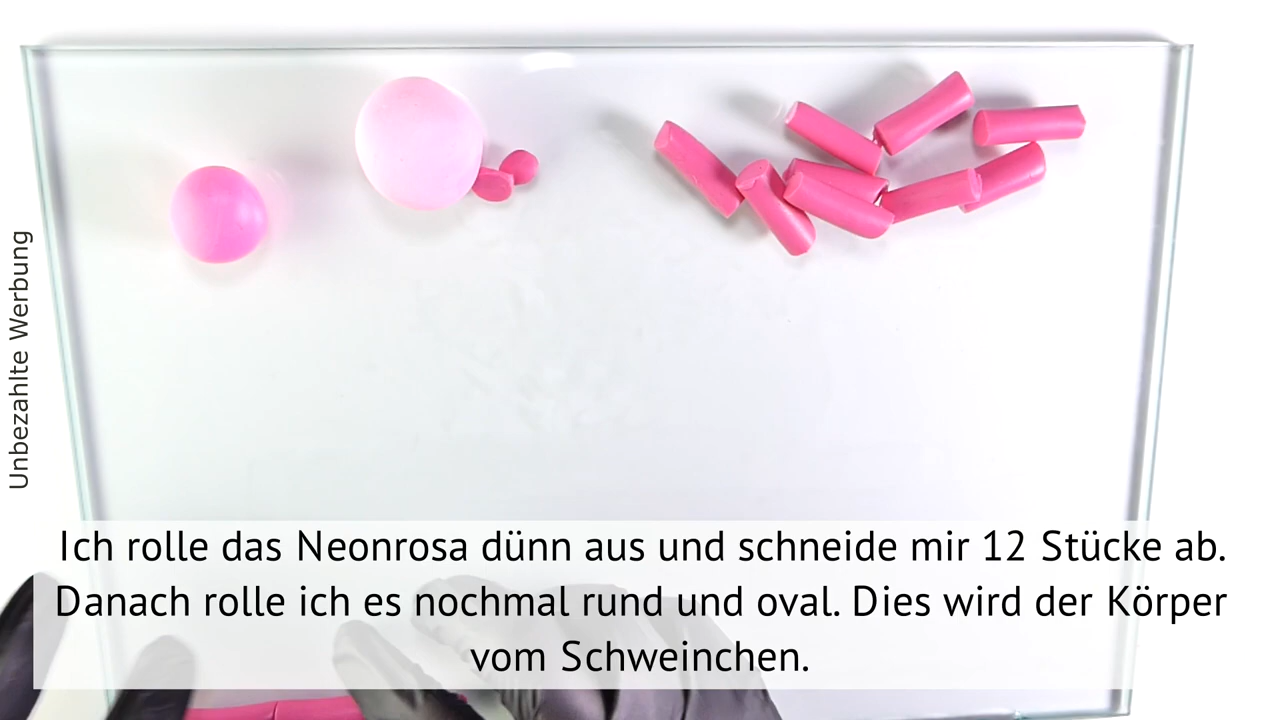 Unbezahlte Werbung
Ich rolle das Neonrosa dünn aus und schneide mir 12 Stücke ab.
Danach rolle ich es nochmal rund und oval. Dies wird der Körper
vom Schweinchen.